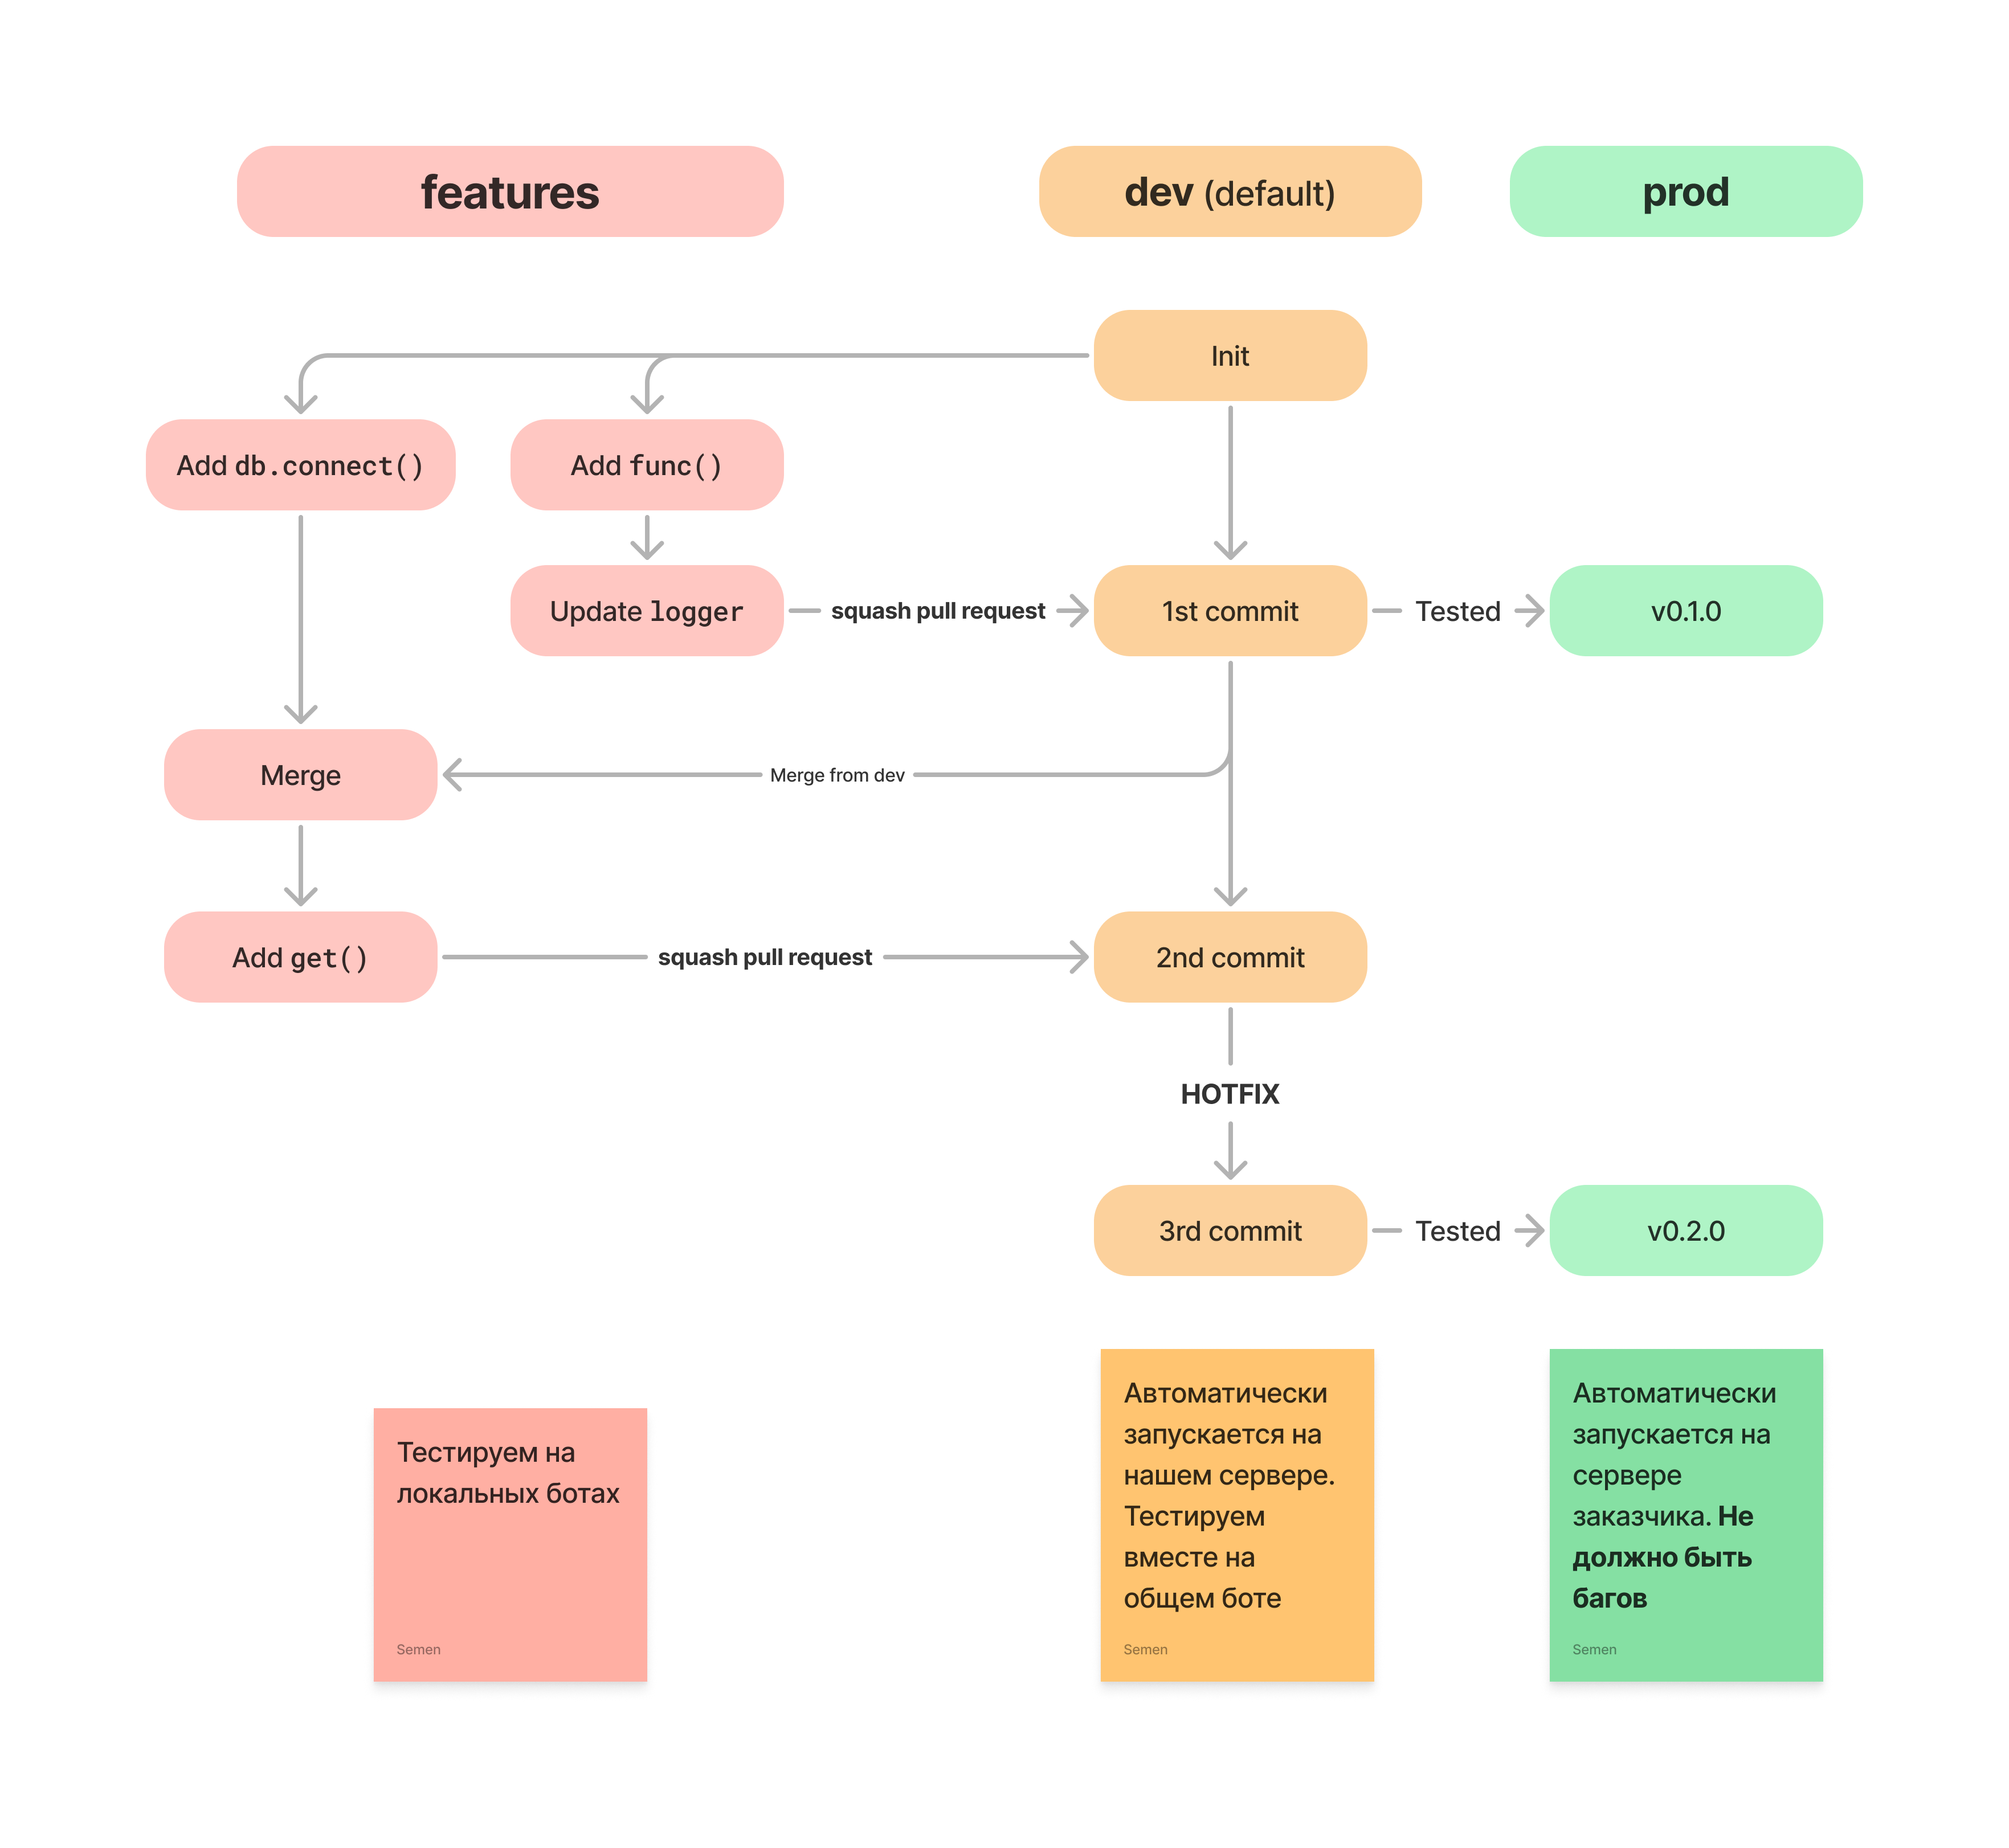 features
dev (default)
prod
Init
Add db.connect()
Add func()
Update logger
squash pull request
1st commit
Tested
v0.1.0
Merge
Merge from dev
Add get()
squash pull request
2nd commit
HOTFIX
3rd commit
Tested
v0.2.0
Тестируем на
локальных ботах
Semen
Автоматически
запускается на
нашем сервере.
Тестируем
вместе на
общем боте
Semen
Автоматически
запускается на
сервере
заказчика. Не
должно быть
багов
Semen